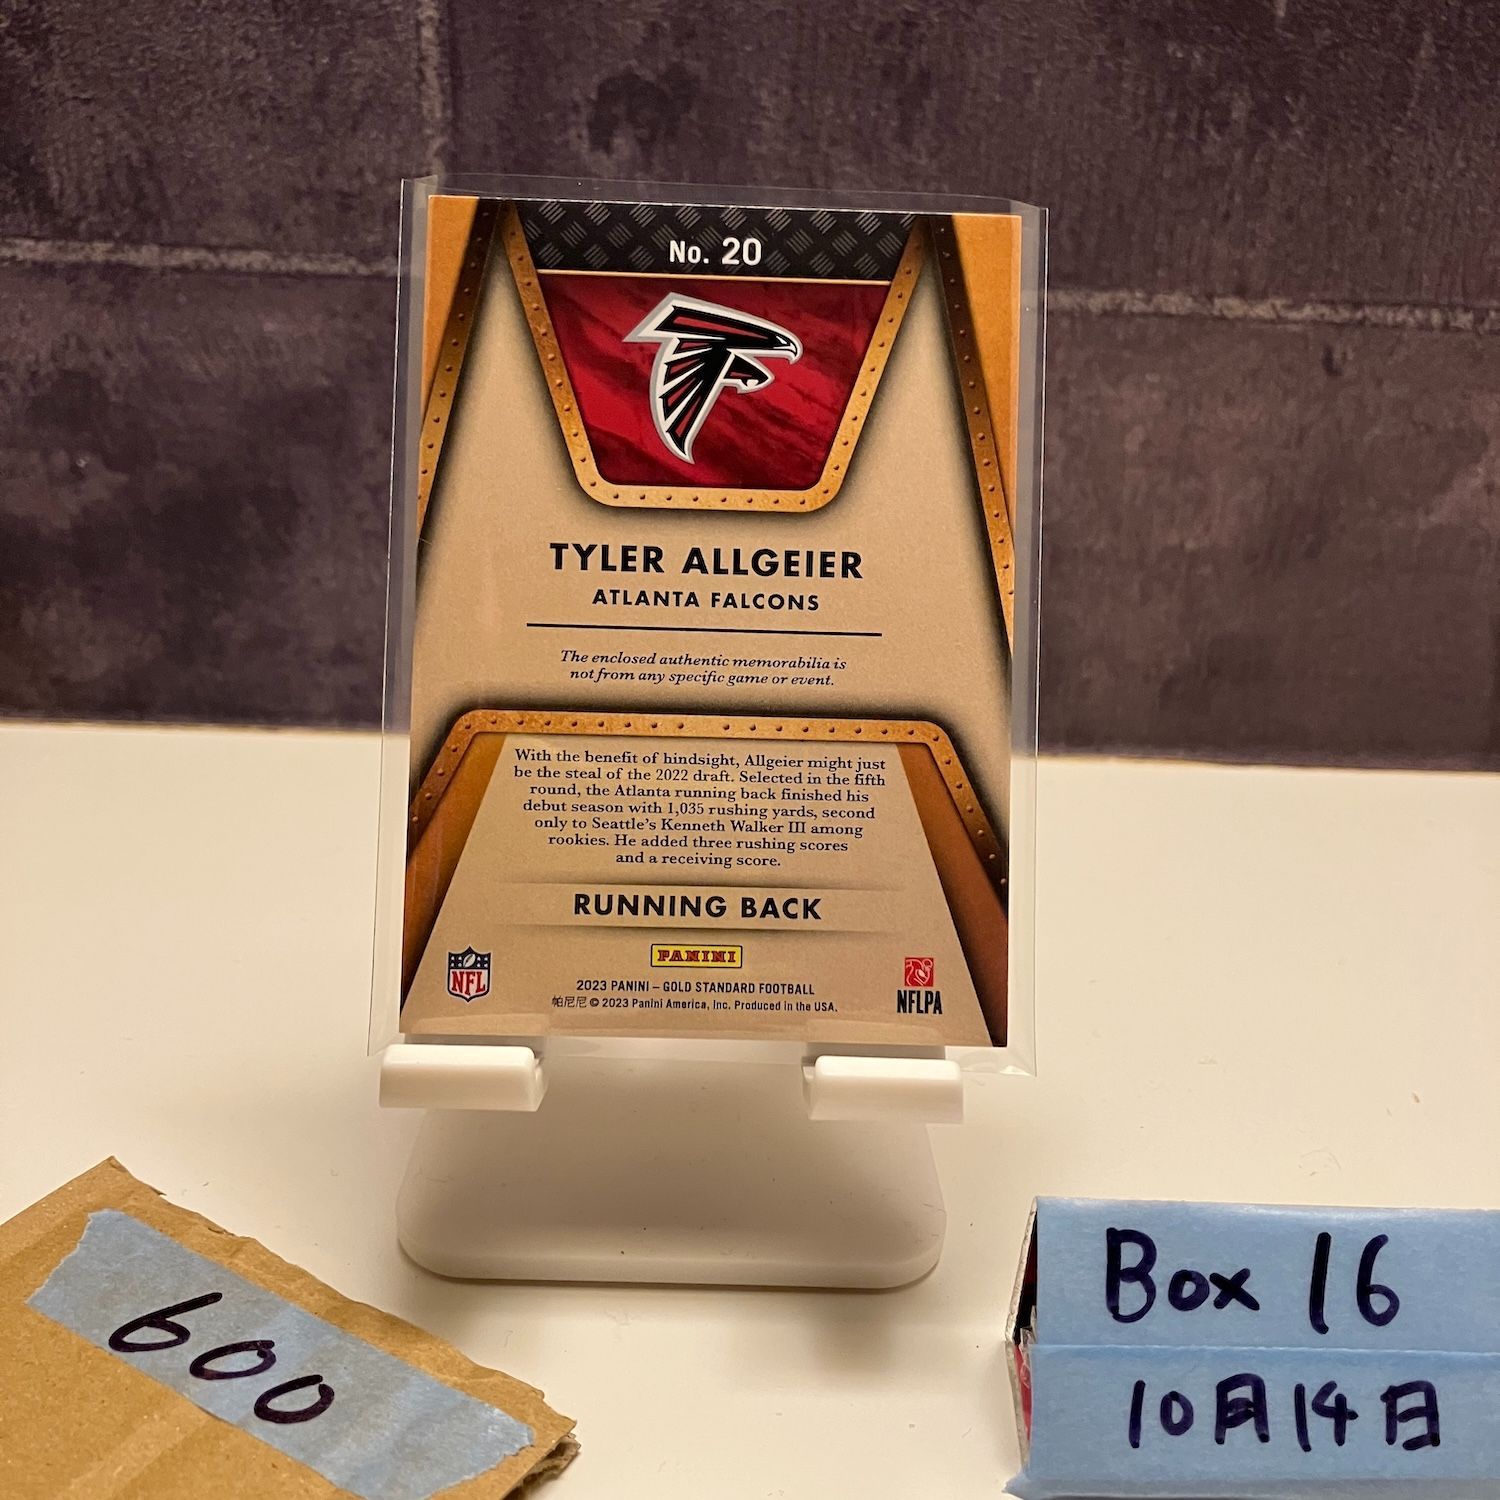 No. 20
TYLER ALLGEIER
ATLANTA FALCONS
The enclosed authentic memorabilia is
not from any specific game or event.
With the benefit of hindsight, Allgeier might just
be the steal of the 2022 draft. Selected in the fifth
round, the Atlanta running back finished his
debut season with 1,035 rushing yards, second
only to Seattle's Kenneth Walker III among
rookies. He added three rushing scores
and a receiving score.
RUNNING BACK
PANINI
NFL
2023 PANINI – GOLD STANDARD FOOTBALL
帕尼尼 © 2023 Panini America, Inc. Produced in the USA.
NFLPA
600
Box 16
10月14日